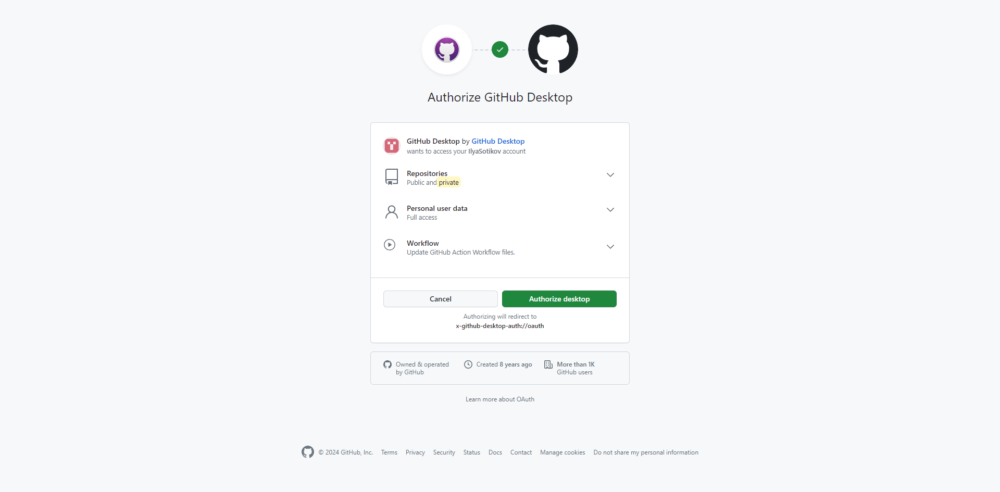 Authorize GitHub Desktop
GitHub Desktop by GitHub Desktop
wants to access your IlyaSotikov account
Repositories
Public and private
Personal user data
Full access
Workflow
Update GitHub Action Workflow files.
Cancel
Authorize desktop
Authorizing will redirect to
x-github-desktop-auth://oauth
Owned & operated
by GitHub
Created 8 years ago
More than 1K
GitHub users
Learn more about OAuth
© 2024 GitHub, Inc. Terms Privacy Security Status Docs Contact Manage cookies Do not share my personal information